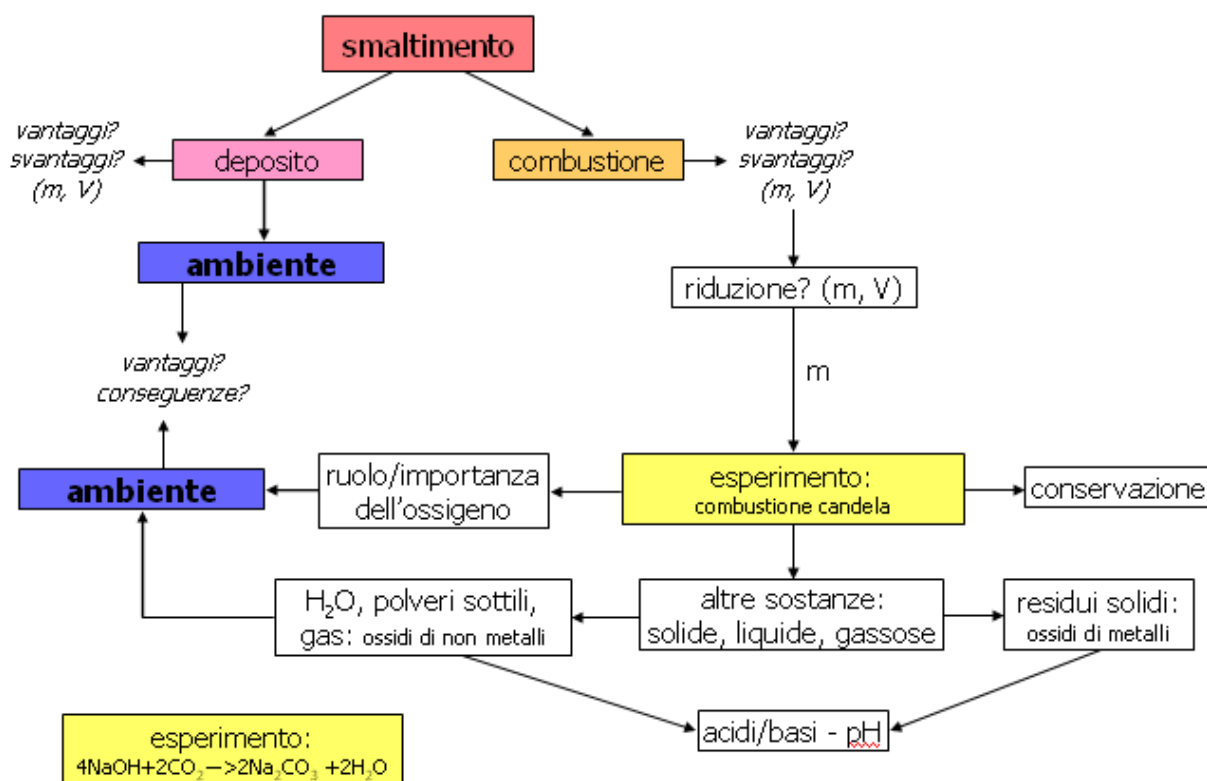 smaltimento
vantaggi?
svantaggi?
(m, V)
deposito
combustione
vantaggi?
svantaggi?
(m, V)
ambiente
riduzione? (m, V)
vantaggi?
conseguenze?
m
ambiente
ruolo/importanza
dell'ossigeno
esperimento:
combustione candela
conservazione
H₂O, polveri sottili,
gas: ossidi di non metalli
altre sostanze:
solide, liquide, gassose
residui solidi:
ossidi di metalli
acidi/basi - pH
esperimento:
4NaOH+2CO₂—>2Na₂CO₃ +2H₂O